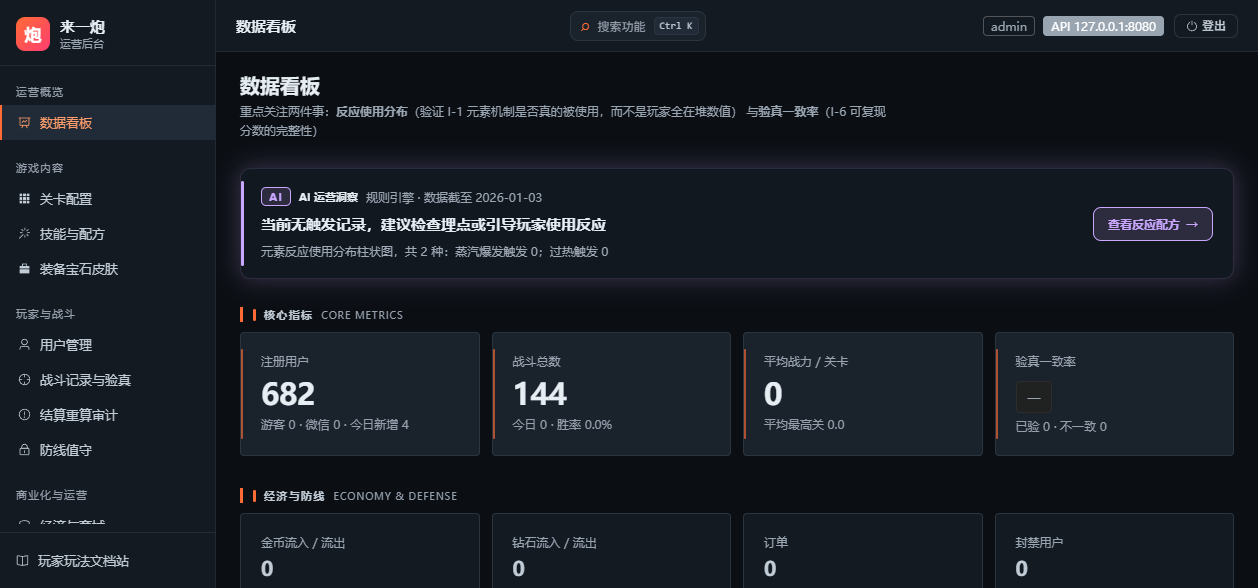 炮
来一炮
运营后台
数据看板
搜索功能 Ctrl K
admin
API 127.0.0.1:8080
登出
运营概览
数据看板
游戏内容
关卡配置
技能与配方
装备宝石皮肤
玩家与战斗
用户管理
战斗记录与验真
结算重算审计
防线值守
商业化与运营
玩家玩法文档站
数据看板
重点关注两件事：反应使用分布（验证 I-1 元素机制是否真的被使用，而不是玩家全在堆数值） 与验真一致率（I-6 可复现
分数的完整性）
AI AI 运营洞察 规则引擎 · 数据截至 2026-01-03
当前无触发记录，建议检查埋点或引导玩家使用反应
元素反应使用分布柱状图，共 2 种：蒸汽爆发触发 0；过热触发 0
查看反应配方 →
核心指标 CORE METRICS
注册用户
682
游客 0 · 微信 0 · 今日新增 4
战斗总数
144
今日 0 · 胜率 0.0%
平均战力 / 关卡
0
平均最高关 0.0
验真一致率
—
已验 0 · 不一致 0
经济与防线 ECONOMY & DEFENSE
金币流入 / 流出
0
钻石流入 / 流出
0
订单
0
封禁用户
0